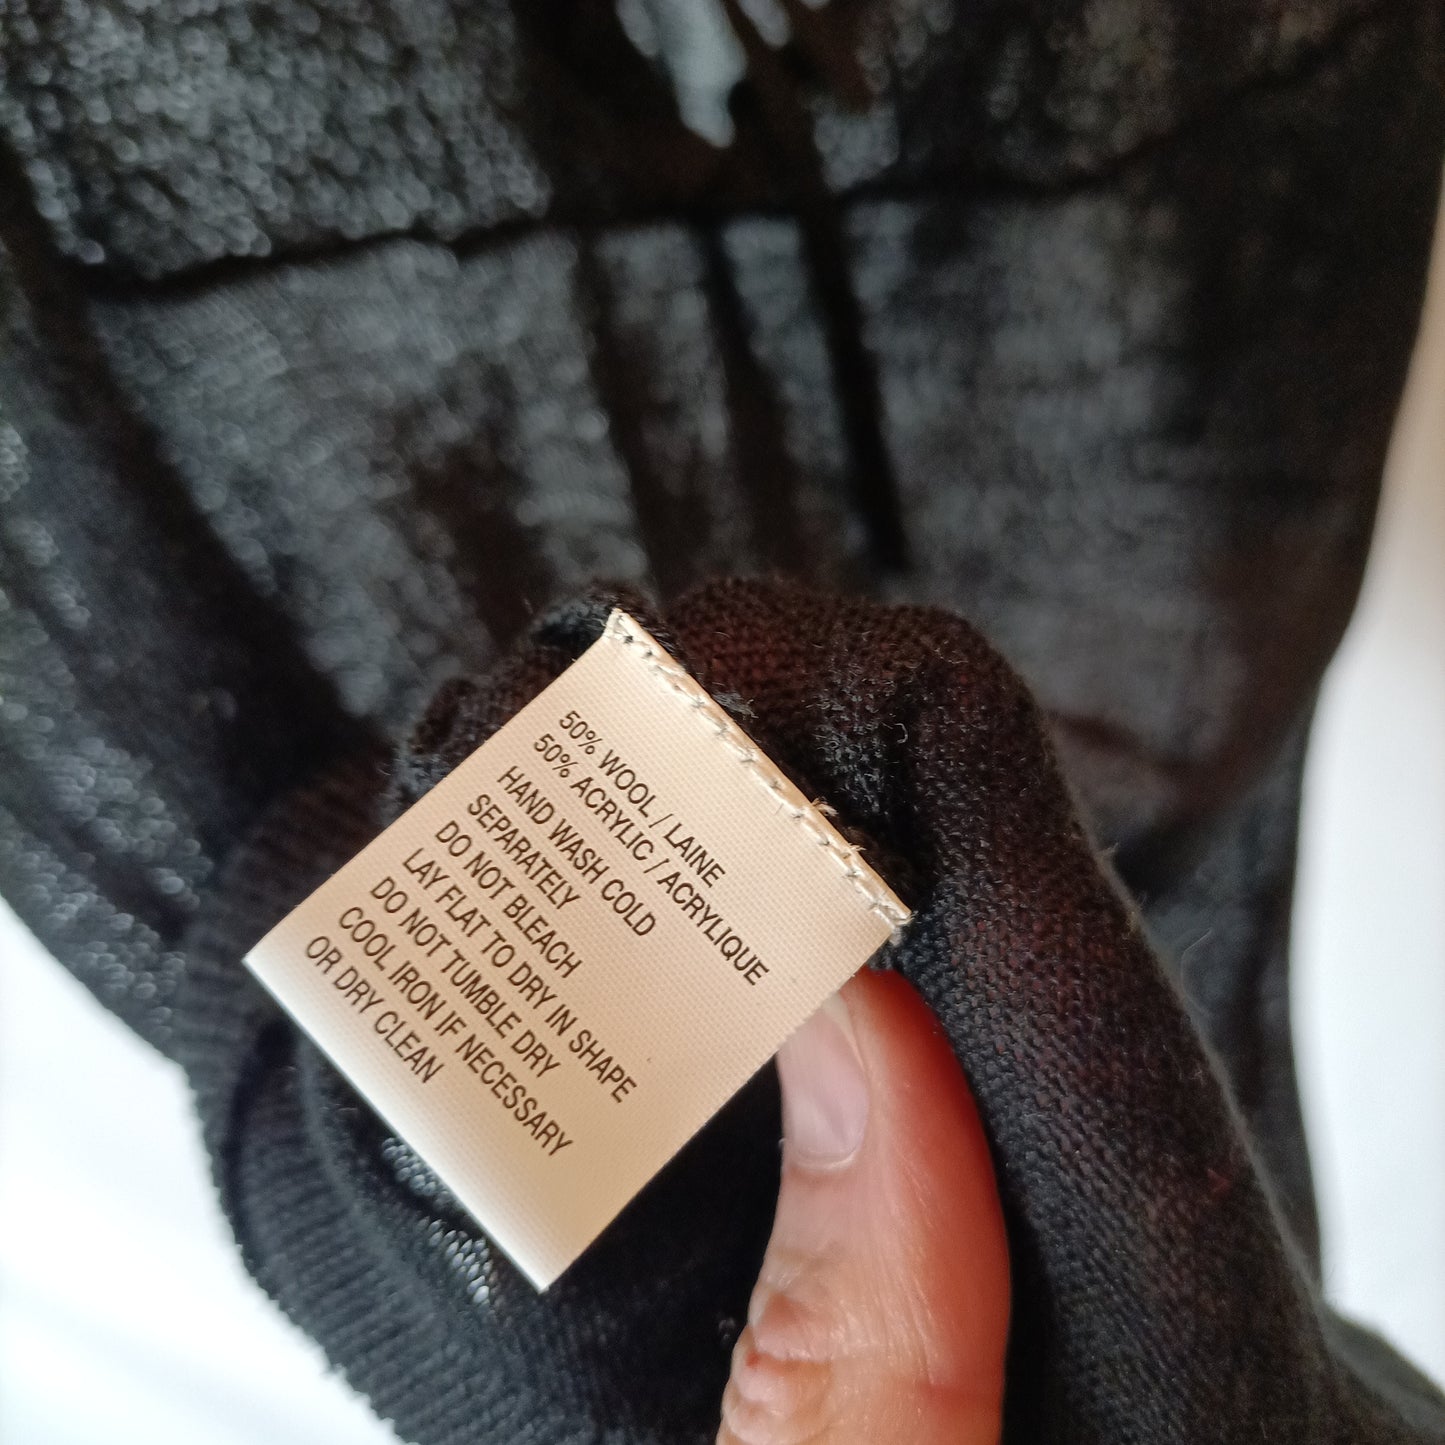 50% WOOL / LAINE
50% ACRYLIC / ACRYLIQUE
HAND WASH COLD
SEPARATELY
DO NOT BLEACH
LAY FLAT TO DRY IN SHAPE
DO NOT TUMBLE DRY
COOL IRON IF NECESSARY
OR DRY CLEAN